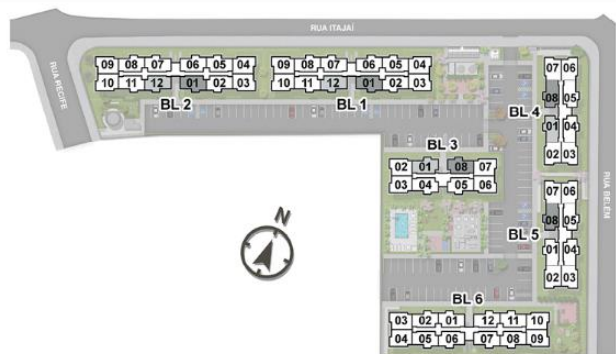 RUA ITAJAÍ
RUA RECIFE
09 08 07 06 05 04
10 11 12 01 02 03
BL 2
09 08 07 06 05 04
10 11 12 01 02 03
BL 1
07 06
08 05
BL 4
01 04
02 03
BL 3
02 01 08 07
03 04 05 06
RUA BELÉM
07 06
08 05
BL 5
01 04
02 03
N
BL 6
03 02 01 12 11 10
04 05 06 07 08 09